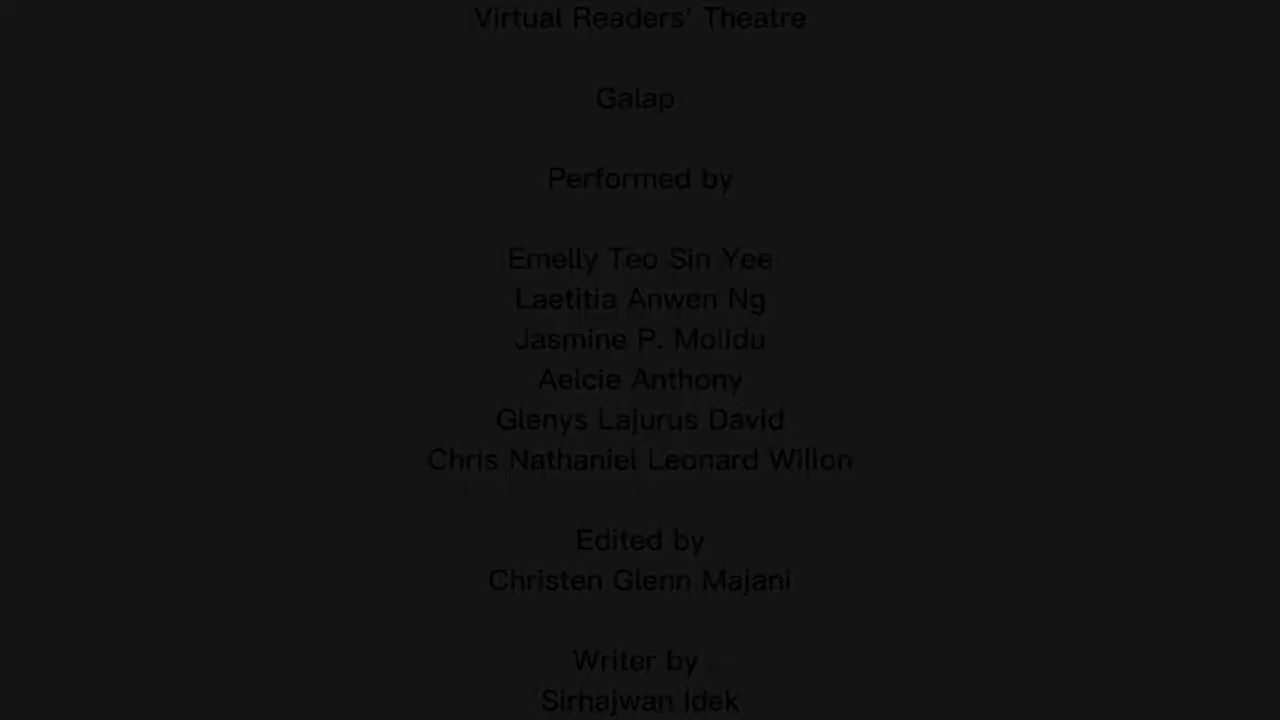 Virtual Readers' Theatre
Galap
Performed by
Emelly Teo Sin Yee
Laetitia Anwen Ng
Jasmine P. Molidu
Aelcie Anthony
Glenys Lajurus David
Chris Nathaniel Leonard Willon
Edited by
Christen Glenn Majani
Writer by
Sirhajwan Idek